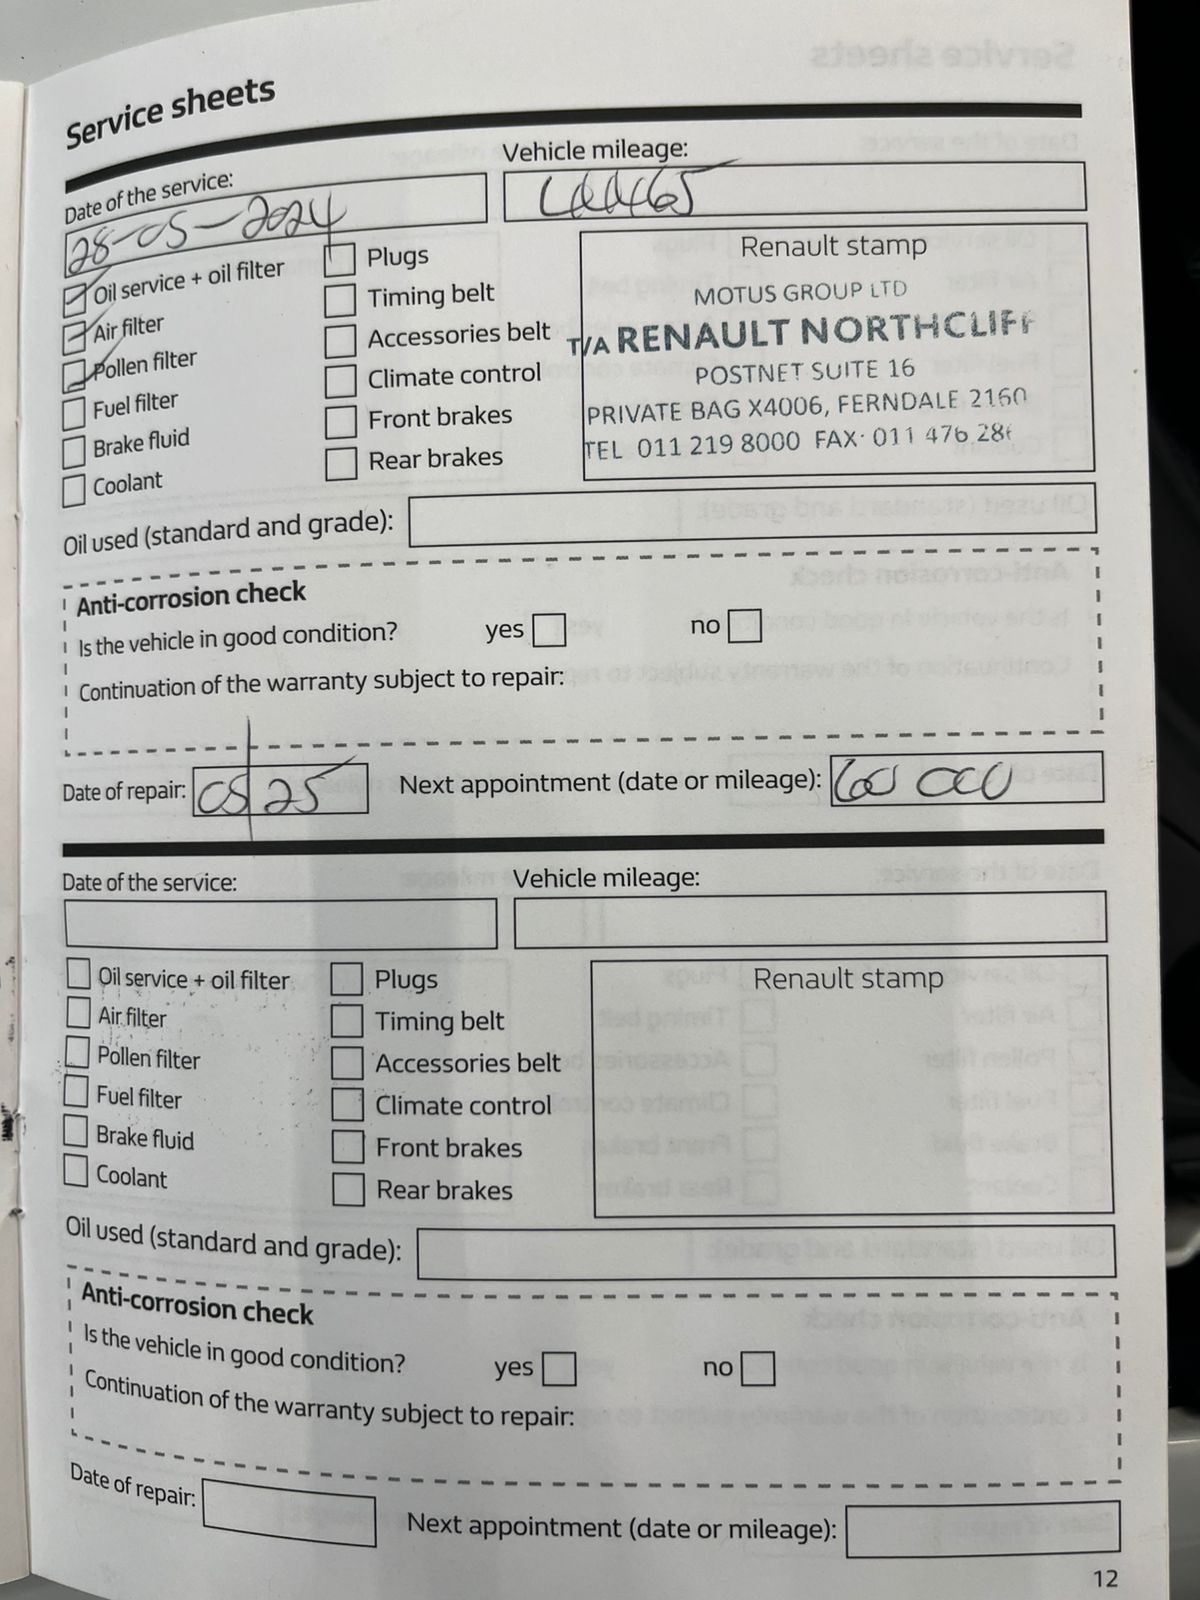 Service sheets
Date of the service:
Vehicle mileage:
28-05-2024
Oil service + oil filter
Air filter
Pollen filter
Fuel filter
Brake fluid
Coolant
Plugs
Timing belt
Accessories belt
Climate control
Front brakes
Rear brakes
Renault stamp
MOTUS GROUP LTD
T/A RENAULT NORTHCLIFF
POSTNET SUITE 16
PRIVATE BAG X4006, FERNDALE 2160
TEL 011 219 8000 FAX: 011 476
Oil used (standard and grade):
Anti-corrosion check
Is the vehicle in good condition? yes no
Continuation of the warranty subject to repair:
Date of repair: 05 25 Next appointment (date or mileage): 60 000
Date of the service:
Vehicle mileage:
Oil service + oil filter
Air filter
Pollen filter
Fuel filter
Brake fluid
Coolant
Plugs
Timing belt
Accessories belt
Climate control
Front brakes
Rear brakes
Renault stamp
Oil used (standard and grade):
Anti-corrosion check
Is the vehicle in good condition? yes no
Continuation of the warranty subject to repair:
Date of repair:
Next appointment (date or mileage):
12